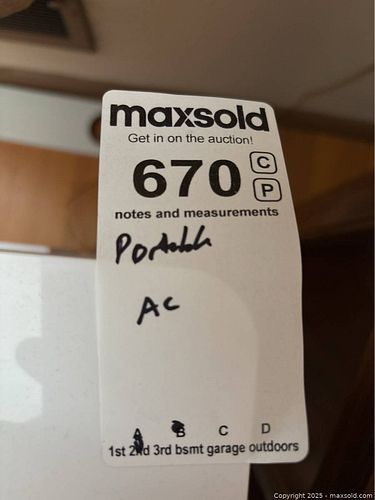 maxsold
Get in on the auction!
670 C
P
notes and measurements
Portable
AC
A B C D
1st 2nd 3rd bsmt garage outdoors
Copyright 2025 - maxsold.com